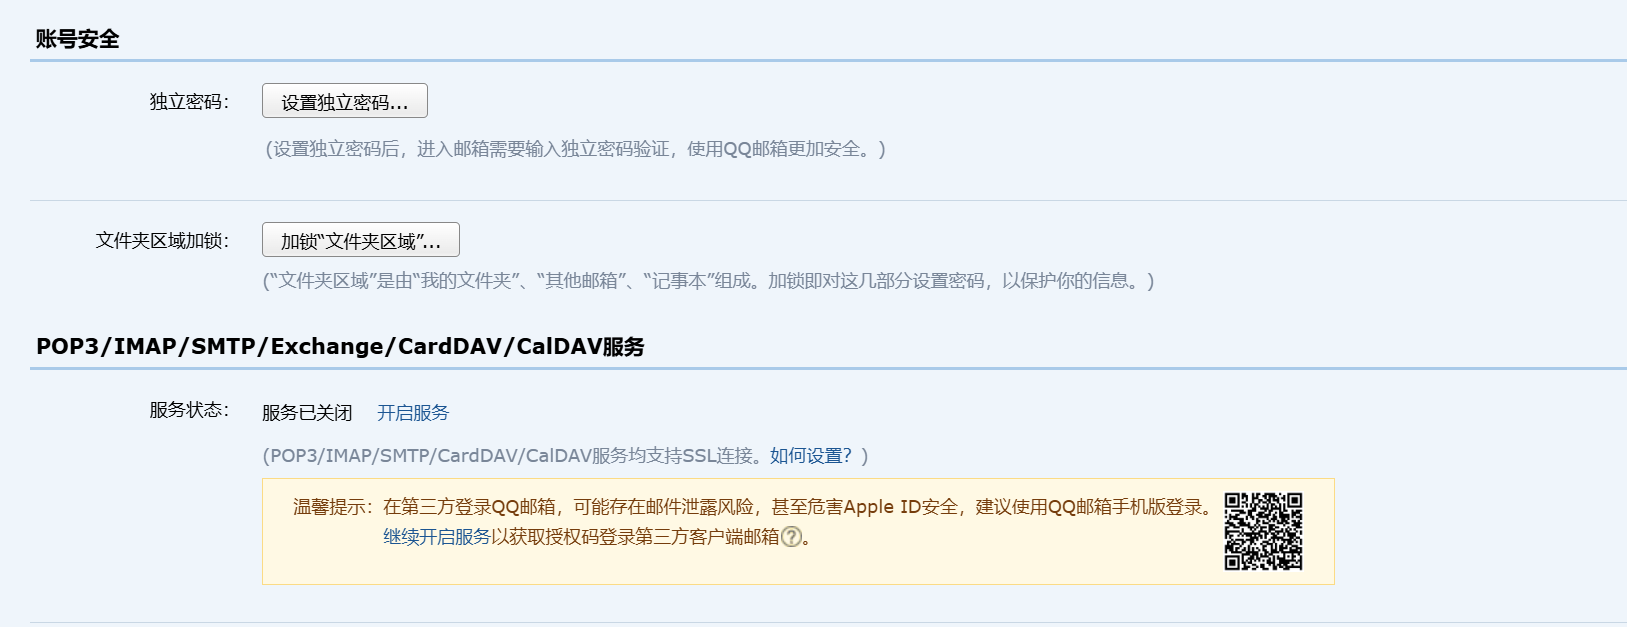 账号安全
独立密码： 设置独立密码...
(设置独立密码后，进入邮箱需要输入独立密码验证，使用QQ邮箱更加安全。)
文件夹区域加锁： 加锁“文件夹区域”...
(“文件夹区域”是由“我的文件夹”、“其他邮箱”、“记事本”组成。加锁即对这几部分设置密码，以保护你的信息。)
POP3/IMAP/SMTP/Exchange/CardDAV/CalDAV服务
服务状态： 服务已关闭 开启服务
(POP3/IMAP/SMTP/CardDAV/CalDAV服务均支持SSL连接。如何设置？)
温馨提示：在第三方登录QQ邮箱，可能存在邮件泄露风险，甚至危害Apple ID安全，建议使用QQ邮箱手机版登录。
继续开启服务以获取授权码登录第三方客户端邮箱?。